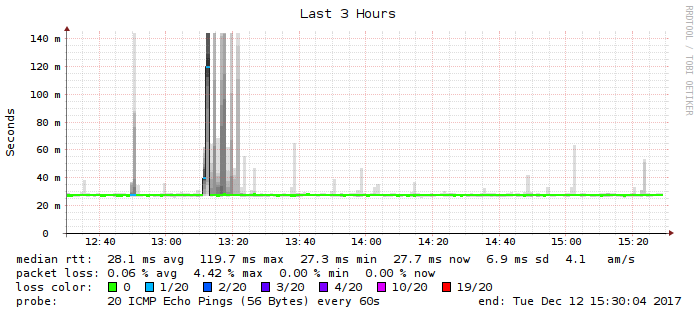 Last 3 Hours
RRDTOOL / TOBI OETIKER
Seconds
140 m
120 m
100 m
80 m
60 m
40 m
20 m
0
12:40 13:00 13:20 13:40 14:00 14:20 14:40 15:00 15:20
median rtt: 28.1 ms avg 119.7 ms max 27.3 ms min 27.7 ms now 6.9 ms sd 4.1 am/s
packet loss: 0.06 % avg 4.42 % max 0.00 % min 0.00 % now
loss color: 0 1/20 2/20 3/20 4/20 10/20 19/20
probe: 20 ICMP Echo Pings (56 Bytes) every 60s end: Tue Dec 12 15:30:04 2017